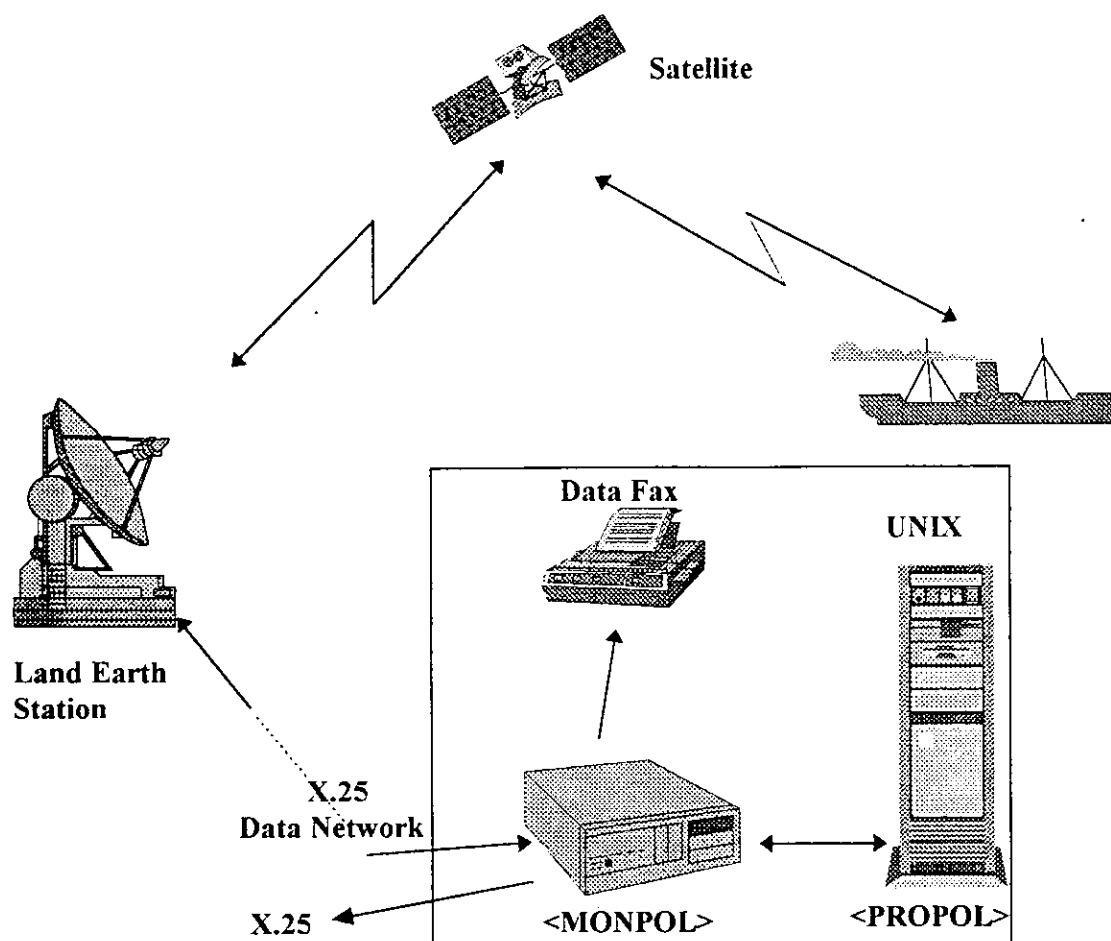 Satellite
Data Fax
UNIX
Land Earth
Station
X.25
Data Network
X.25
<MONPOL>
<PROPOL>